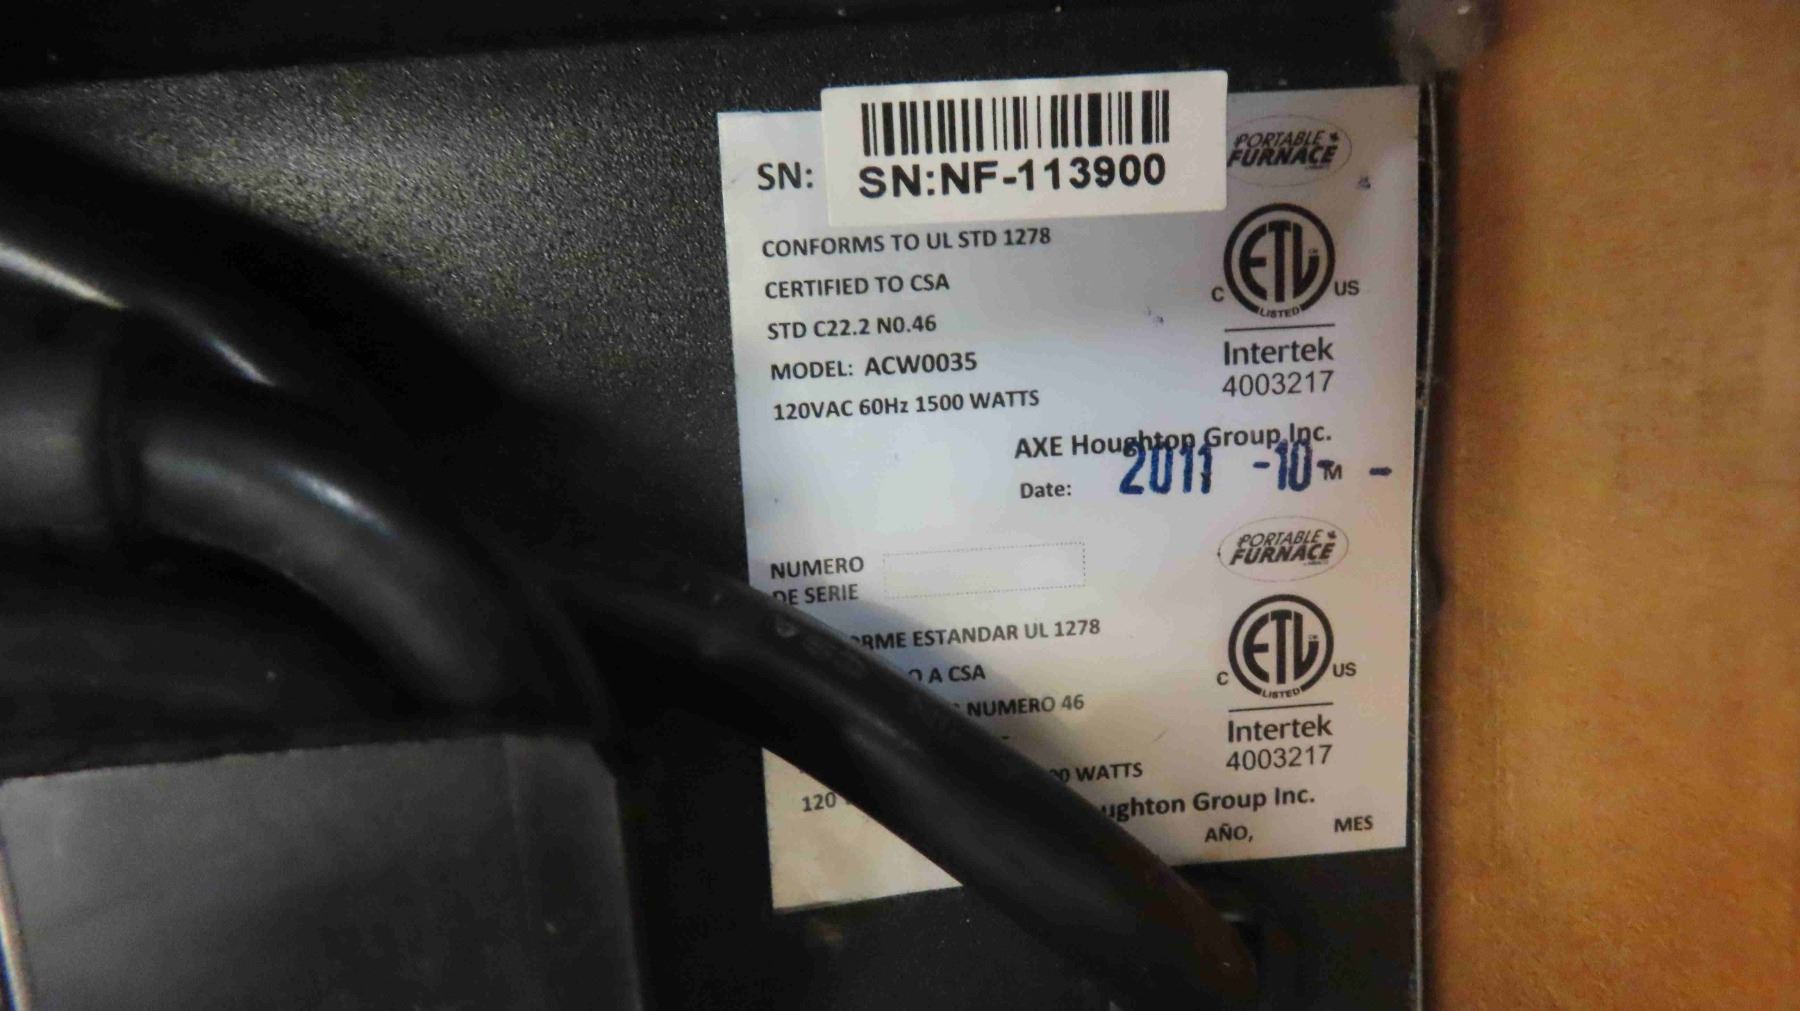 SN:
SN:NF-113900
PORTABLE
FURNACE
CONFORMS TO UL STD 1278
CERTIFIED TO CSA
STD C22.2 N0.46
MODEL: ACW0035
120VAC 60Hz 1500 WATTS
ETL
C US
LISTED
Intertek
4003217
AXE Houghton Group Inc.
Date: 2011 -10- M -
NUMERO
DE SERIE
PORTABLE
FURNACE
ORME ESTANDAR UL 1278
O A CSA
NUMERO 46
120
00 WATTS
ETL
C US
LISTED
Intertek
4003217
ughton Group Inc.
AÑO, MES